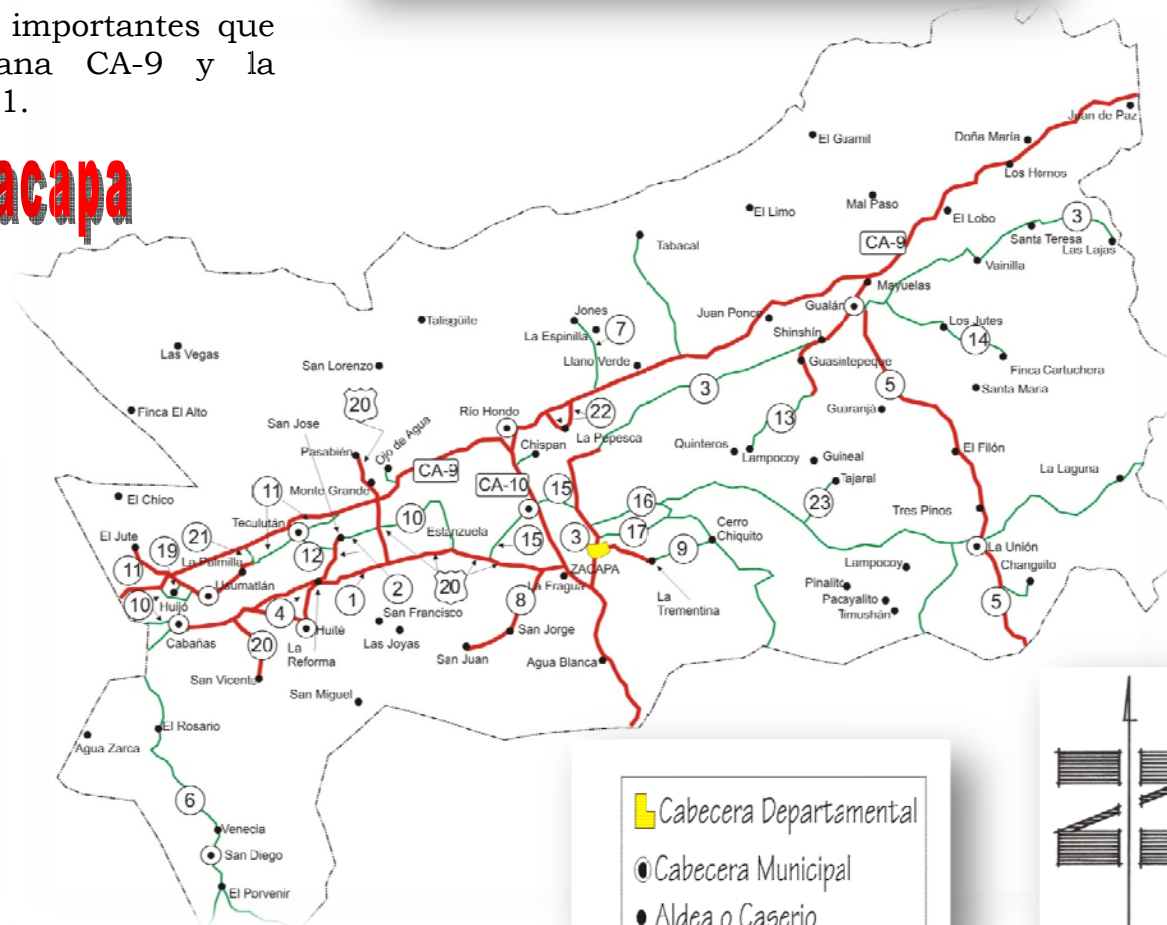 importantes que
ana CA-9 y la
1.
acapa
Juan de Paz
El Guamil
Doña María
Los Hornos
Mal Paso
El Limo
El Lobo
3
CA-9
Santa Teresa
Las Lajas
Tabacal
Vainilla
Mayuelas
Gualán
Jones
Juan Ponce
Talisgüite
La Espinilla
7
Los Jutes
Shinshín
14
Las Vegas
Llano Verde
Guasintepeque
Finca Cartuchera
San Lorenzo
3
5
Santa Maria
20
Finca El Alto
Río Hondo
22
Guaranjá
San Jose
La Pepesca
13
Ojo de Agua
Chispan
Quinteros
Pasabién
Lampocoy
Guineal
El Filón
CA-9
La Laguna
11
Monte Grande
CA-10
15
Tajaral
El Chico
16
23
Teculután
10
Estanzuela
Tres Pinos
El Jute
21
17
Cerro
Chiquito
19
12
15
3
9
La Unión
La Palmilla
11
ZACAPA
Lampocoy
Changuito
Usumatlán
20
La Fragua
Pinalito
10
1
2
La
Trementina
Huijó
4
8
Pacayalito
5
San Francisco
Timushán
Cabañas
Huité
San Jorge
20
La
Reforma
Las Joyas
San Juan
Agua Blanca
San Vicente
San Miguel
El Rosario
Agua Zarca
6
Venecia
San Diego
El Porvenir
Cabecera Departamental
Cabecera Municipal
Aldea o Caserio